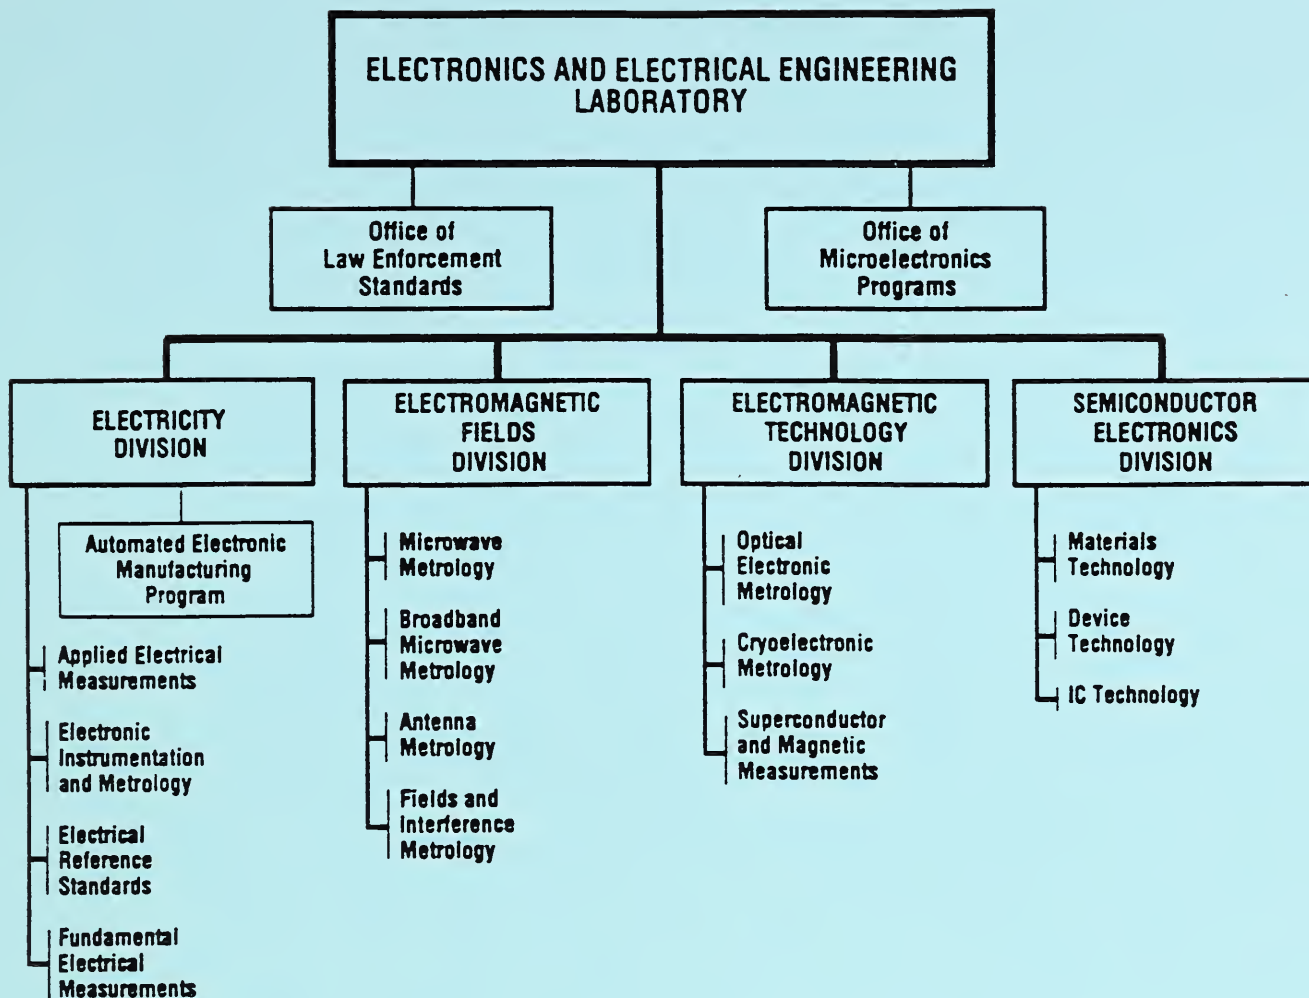 ELECTRONICS AND ELECTRICAL ENGINEERING
LABORATORY
Office of
Law Enforcement
Standards
Office of
Microelectronics
Programs
ELECTRICITY
DIVISION
ELECTROMAGNETIC
FIELDS
DIVISION
ELECTROMAGNETIC
TECHNOLOGY
DIVISION
SEMICONDUCTOR
ELECTRONICS
DIVISION
Automated Electronic
Manufacturing
Program
Applied Electrical
Measurements
Electronic
Instrumentation
and Metrology
Electrical
Reference
Standards
Fundamental
Electrical
Measurements
Microwave
Metrology
Broadband
Microwave
Metrology
Antenna
Metrology
Fields and
Interference
Metrology
Optical
Electronic
Metrology
Cryoelectronic
Metrology
Superconductor
and Magnetic
Measurements
Materials
Technology
Device
Technology
IC Technology